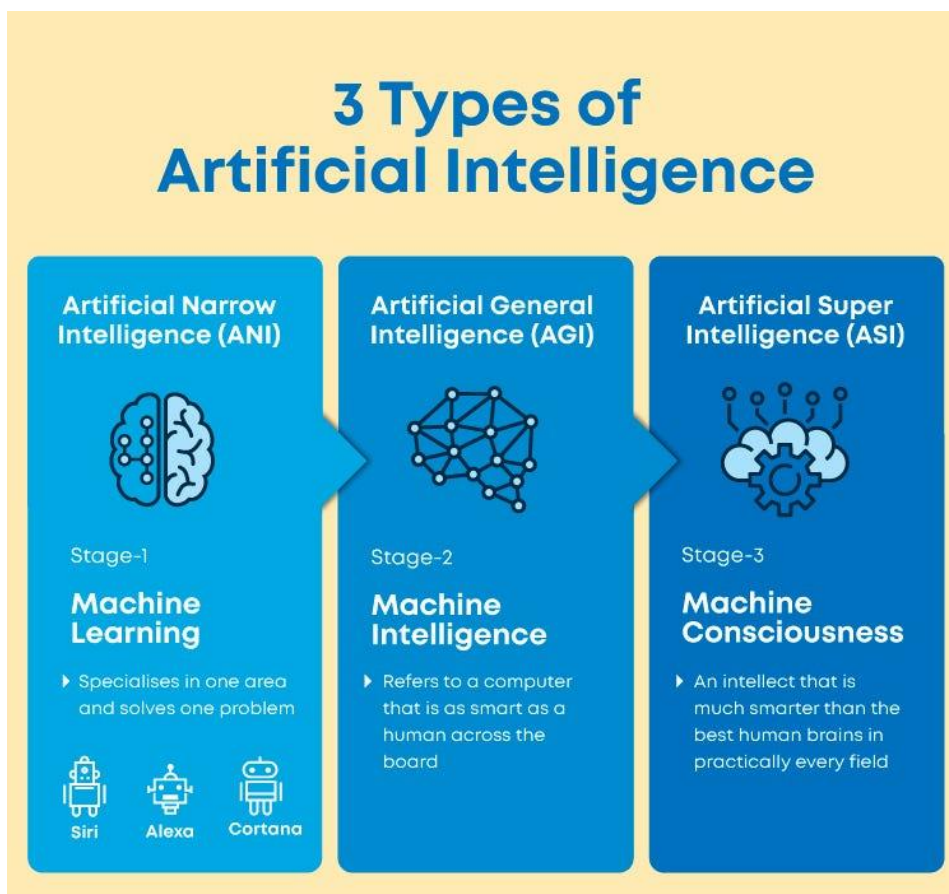 3 Types of
Artificial Intelligence
Artificial Narrow
Intelligence (ANI)
Stage-1
Machine
Learning
Specialises in one area
and solves one problem
Siri
Alexa
Cortana
Artificial General
Intelligence (AGI)
Stage-2
Machine
Intelligence
Refers to a computer
that is as smart as a
human across the
board
Artificial Super
Intelligence (ASI)
Stage-3
Machine
Consciousness
An intellect that is
much smarter than the
best human brains in
practically every field